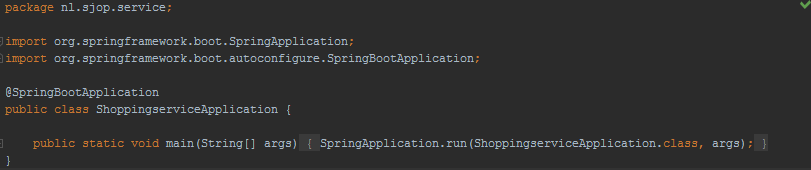 package nl.sjop.service;
import org.springframework.boot.SpringApplication;
import org.springframework.boot.autoconfigure.SpringBootApplication;
@SpringBootApplication
public class ShoppingserviceApplication {
public static void main(String[] args) { SpringApplication.run(ShoppingserviceApplication.class, args); }
}